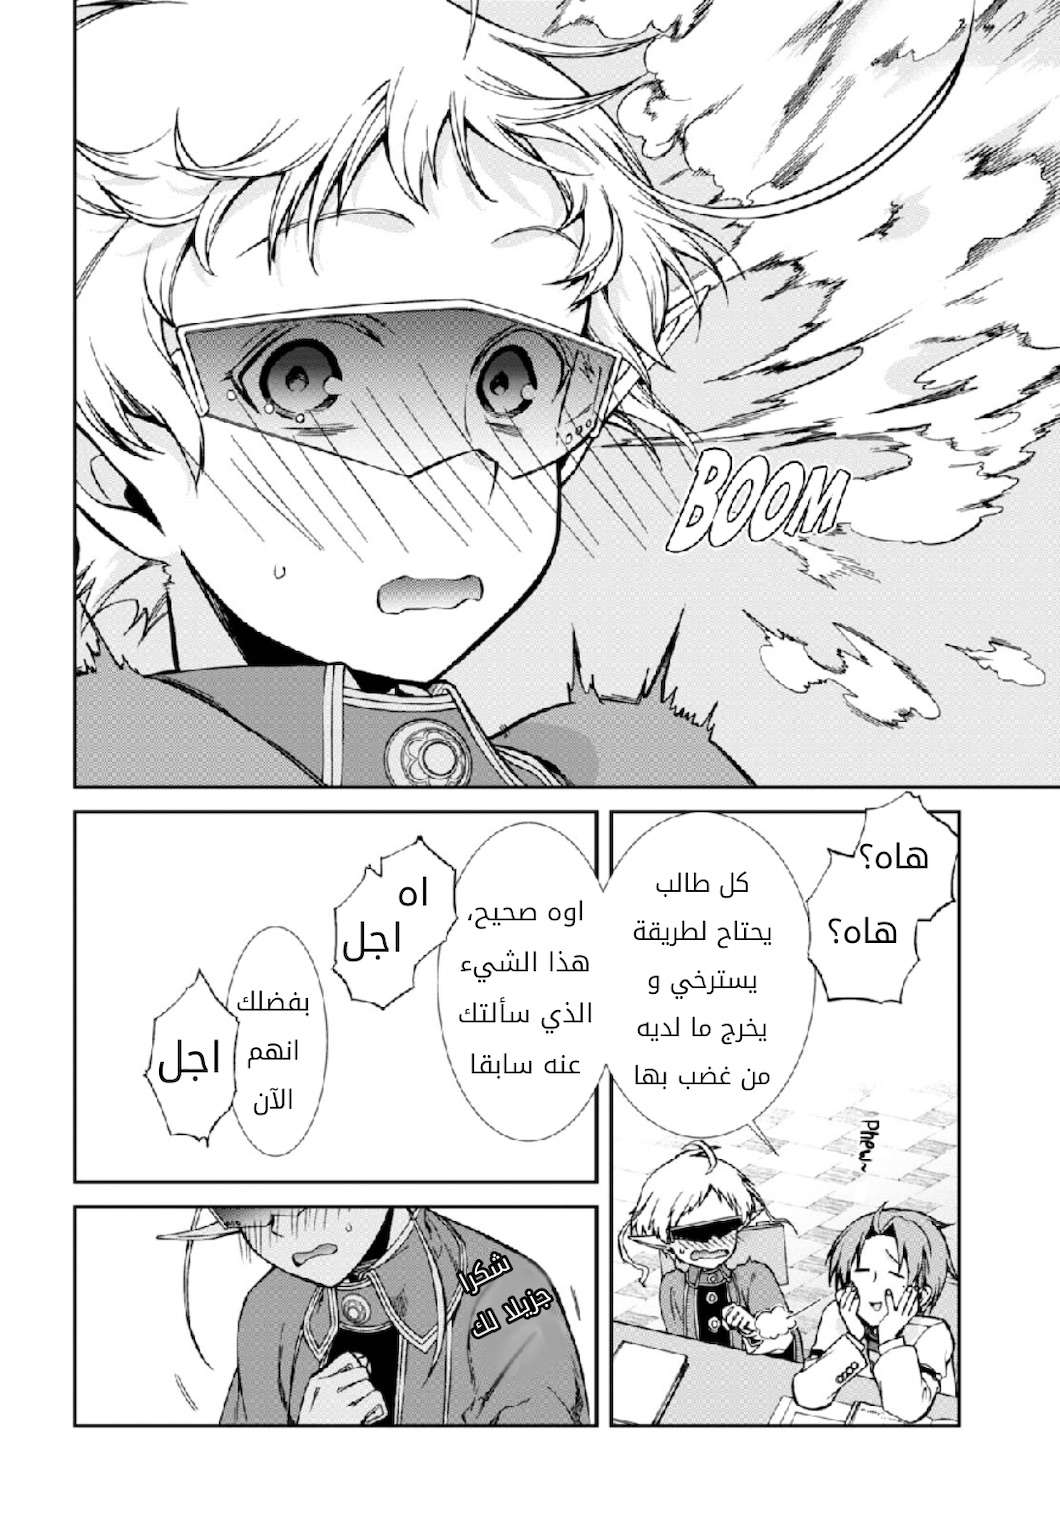 BOOM
هاه؟
هاه؟
كل طالب
يحتاج لطريقة
يسترخي و
يخرج ما لديه
من غضب بها
Phew~
اوه صحيح،
هذا الشيء
الذي سألتك
عنه سابقا
اه
اجل
بفضلك
انهم
الآن
اجل
شكرا
جزيلا لك